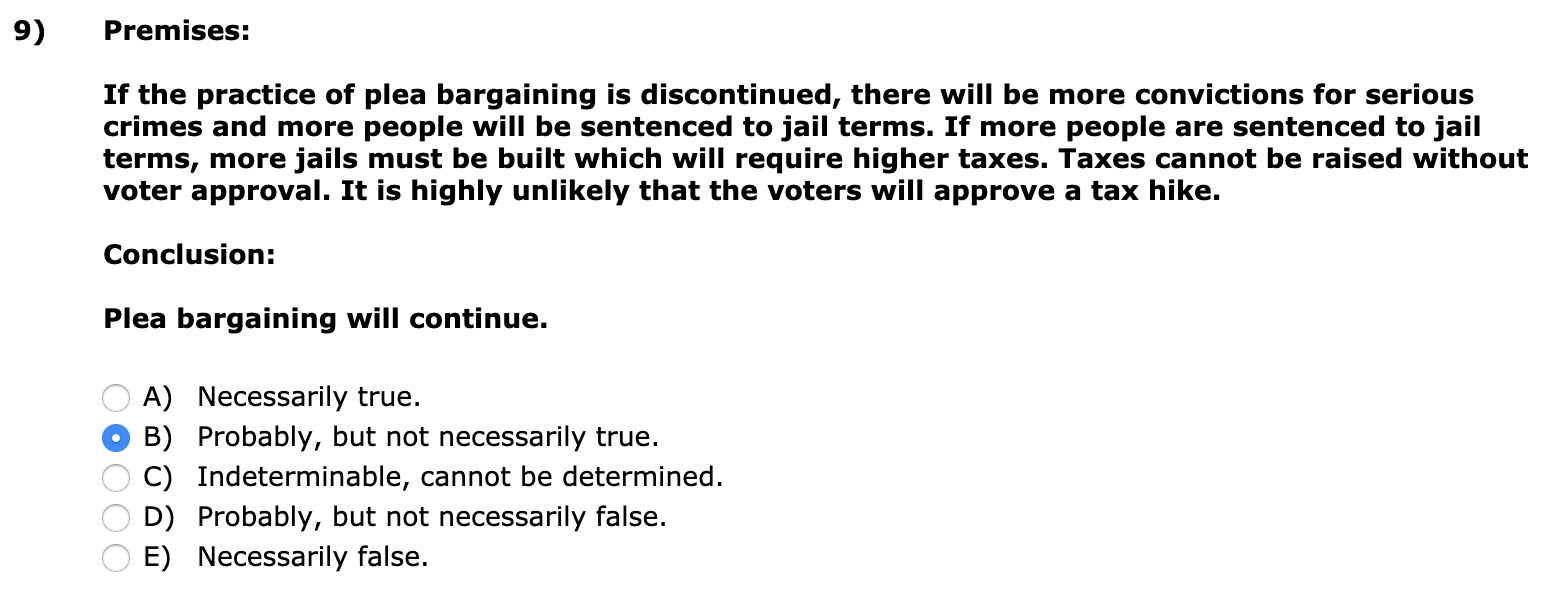 9) Premises:
If the practice of plea bargaining is discontinued, there will be more convictions for serious
crimes and more people will be sentenced to jail terms. If more people are sentenced to jail
terms, more jails must be built which will require higher taxes. Taxes cannot be raised without
voter approval. It is highly unlikely that the voters will approve a tax hike.
Conclusion:
Plea bargaining will continue.
A) Necessarily true.
B) Probably, but not necessarily true.
C) Indeterminable, cannot be determined.
D) Probably, but not necessarily false.
E) Necessarily false.